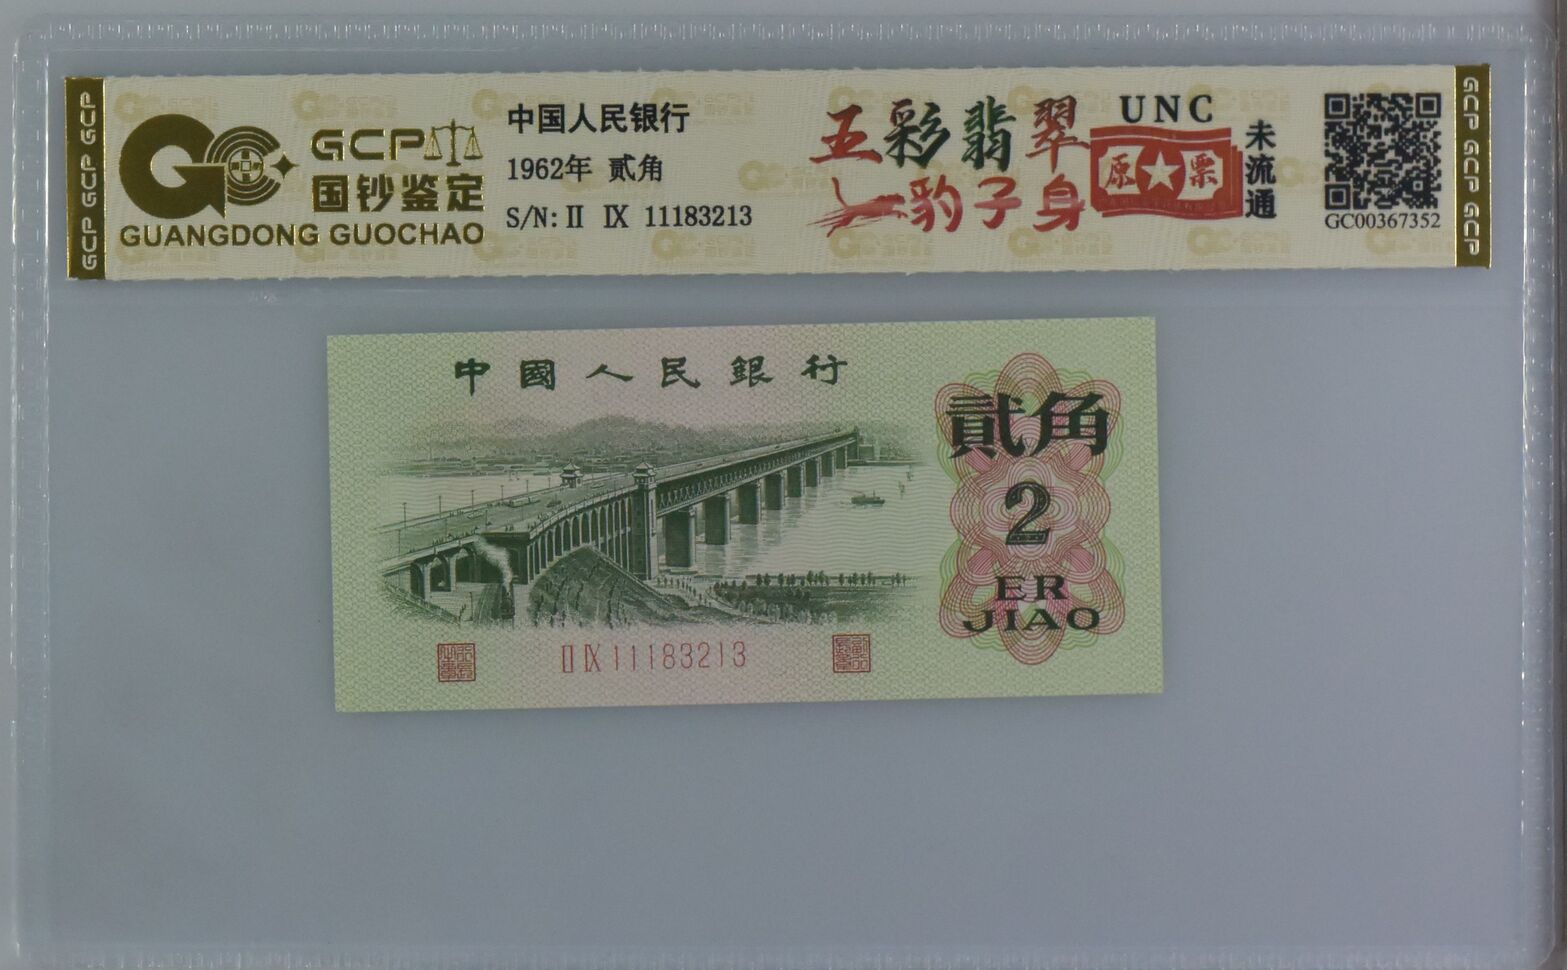 GCP GCP GCP
GCP
国钞鉴定
GUANGDONG GUOCHAO
中国人民银行
1962年 贰角
S/N: II IX 11183213
五彩翡翠
豹子身
UNC
原★票
未流通
GC00367352
GCP GCP GCP
中國人民銀行
貳角
2
ER
JIAO
II IX 11183213